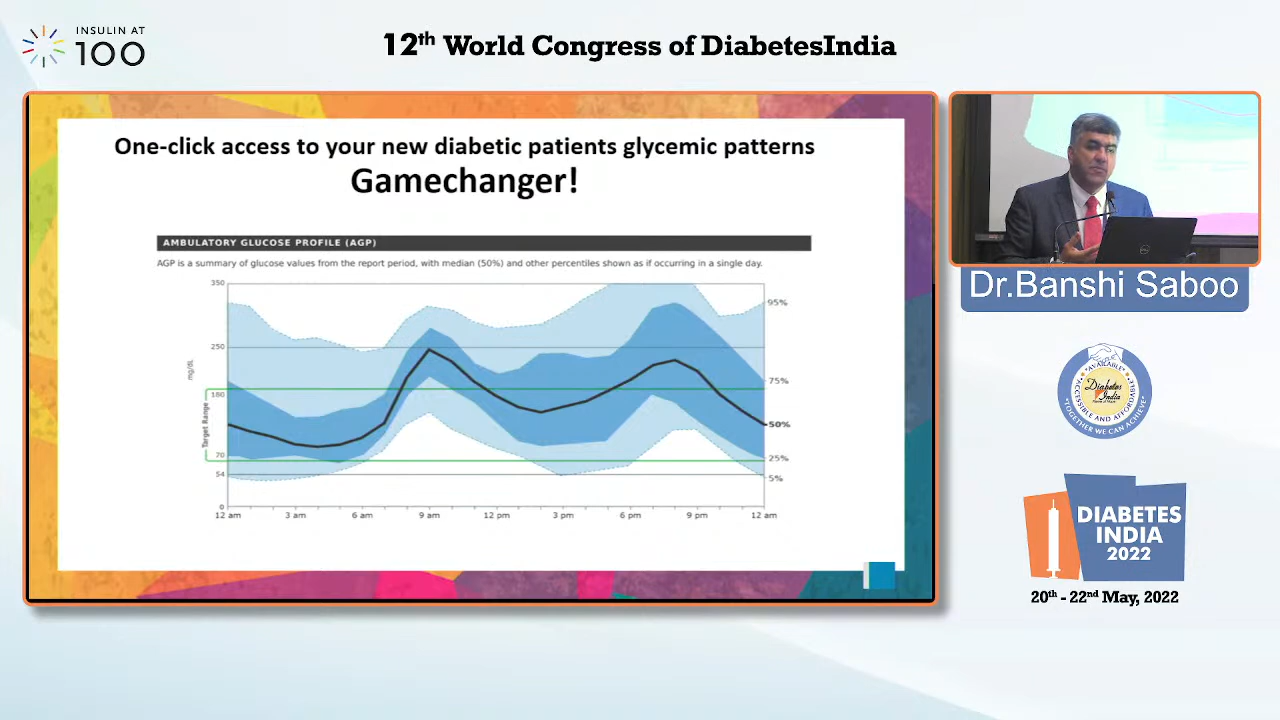 INSULIN AT
100
12th World Congress of DiabetesIndia
One-click access to your new diabetic patients glycemic patterns
Gamechanger!
AMBULATORY GLUCOSE PROFILE (AGP)
AGP is a summary of glucose values from the report period, with median (50%) and other percentiles shown as if occurring in a single day.
350
250
180
70
54
0
mg/dL
Target Range
95%
75%
50%
25%
5%
12 am 3 am 6 am 9 am 12 pm 3 pm 6 pm 9 pm 12 am
Dr.Banshi Saboo
AVAILABLE
ACCESSIBLE AND AFFORDABLE
Diabetes
India
TOGETHER WE CAN ACHIEVE
DIABETES
INDIA
2022
20th - 22nd May, 2022